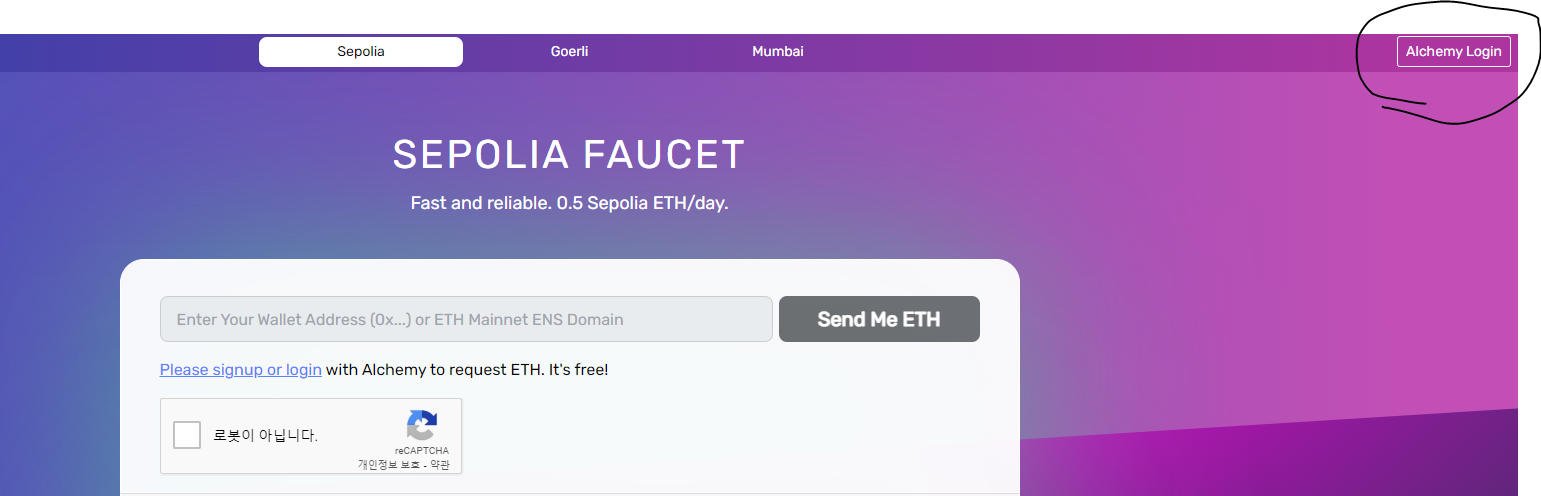 Sepolia Goerli Mumbai Alchemy Login
SEPOLIA FAUCET
Fast and reliable. 0.5 Sepolia ETH/day.
Enter Your Wallet Address (0x...) or ETH Mainnet ENS Domain Send Me ETH
Please signup or login with Alchemy to request ETH. It's free!
로봇이 아닙니다.
reCAPTCHA
개인정보 보호 - 약관